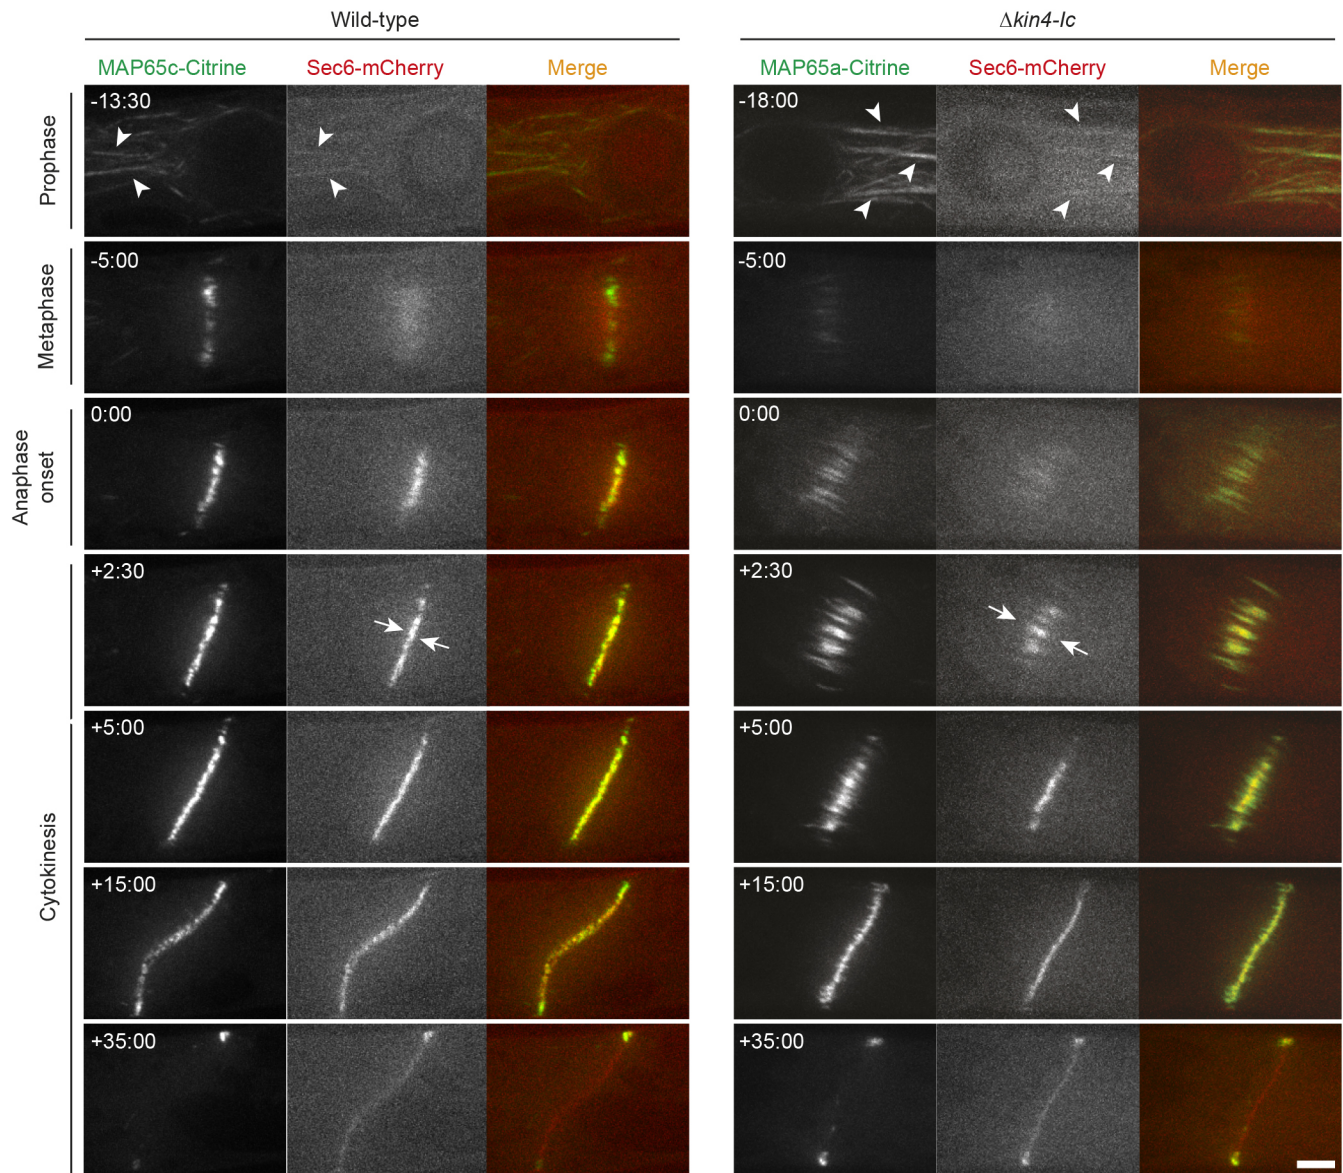 Wild-type
Δkin4-Ic
MAP65c-Citrine
Sec6-mCherry
Merge
MAP65a-Citrine
Sec6-mCherry
Merge
Prophase
-13:30
-18:00
Metaphase
-5:00
-5:00
Anaphase
onset
0:00
0:00
+2:30
+2:30
Cytokinesis
+5:00
+5:00
+15:00
+15:00
+35:00
+35:00